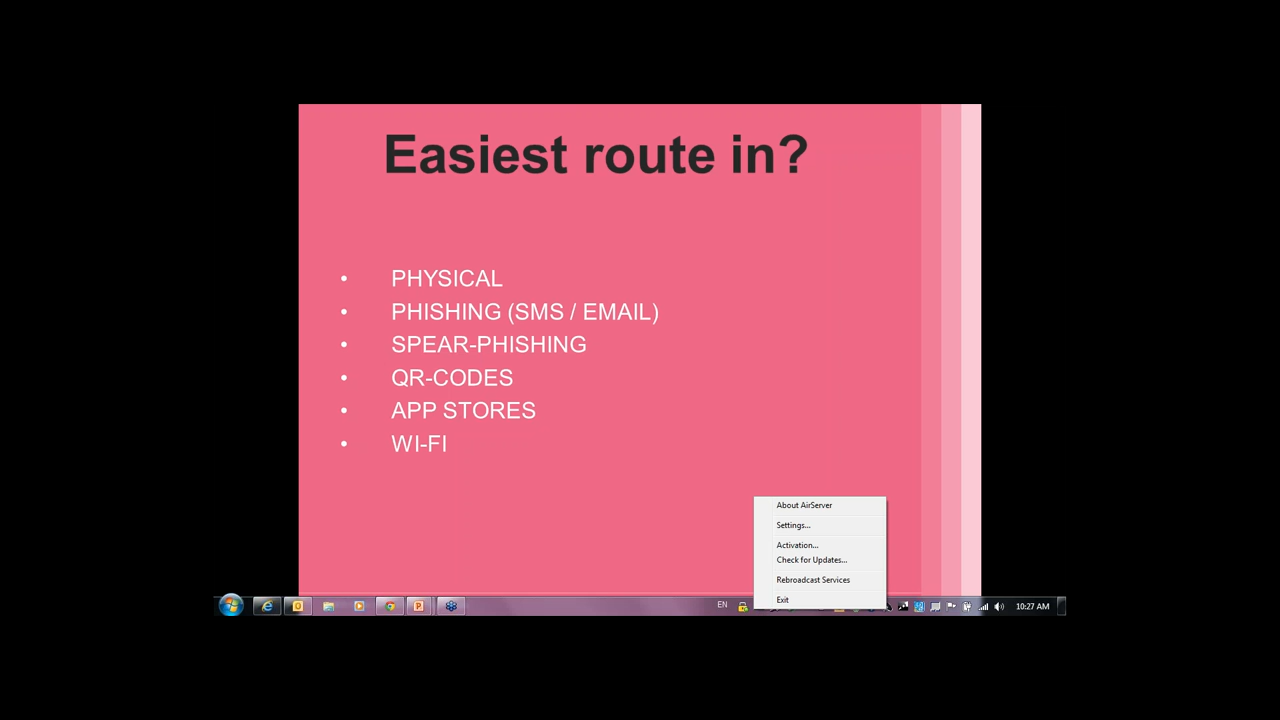 Easiest route in?
• PHYSICAL
• PHISHING (SMS / EMAIL)
• SPEAR-PHISHING
• QR-CODES
• APP STORES
• WI-FI
About AirServer
Settings...
Activation...
Check for Updates...
Rebroadcast Services
Exit
EN
10:27 AM